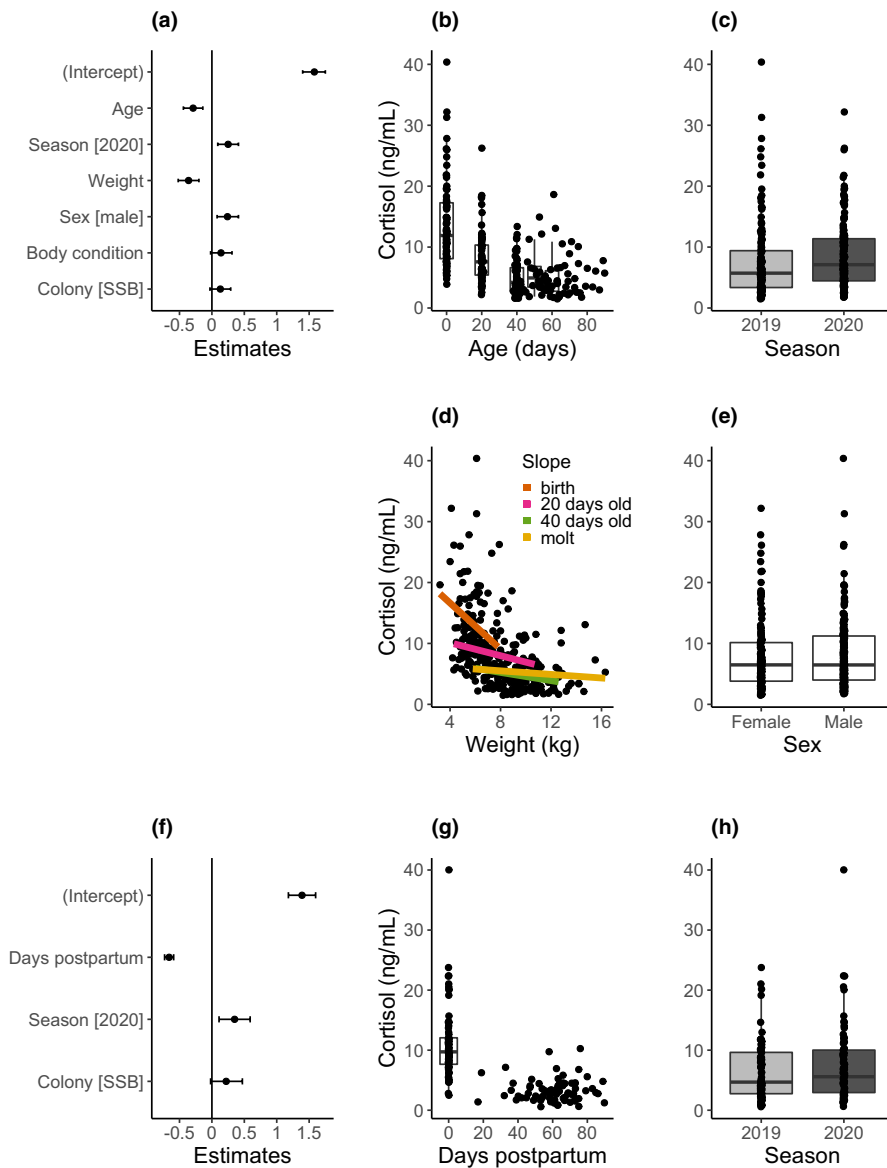 (a)
(Intercept)
Age
Season [2020]
Weight
Sex [male]
Body condition
Colony [SSB]
-0.5 0 0.5 1.5
Estimates
(b)
Cortisol (ng/mL)
40
30
20
10
0
0 20 40 60 80
Age (days)
(c)
40
30
20
10
0
2019 2020
Season
(d)
Cortisol (ng/mL)
40
30
20
10
0
Slope
birth
20 days old
40 days old
molt
4 8 12 16
Weight (kg)
(e)
40
30
20
10
0
Female Male
Sex
(f)
(Intercept)
Days postpartum
Season [2020]
Colony [SSB]
-0.5 0 0.5 1.5
Estimates
(g)
Cortisol (ng/mL)
40
30
20
10
0
0 20 40 60 80
Days postpartum
(h)
40
30
20
10
0
2019 2020
Season